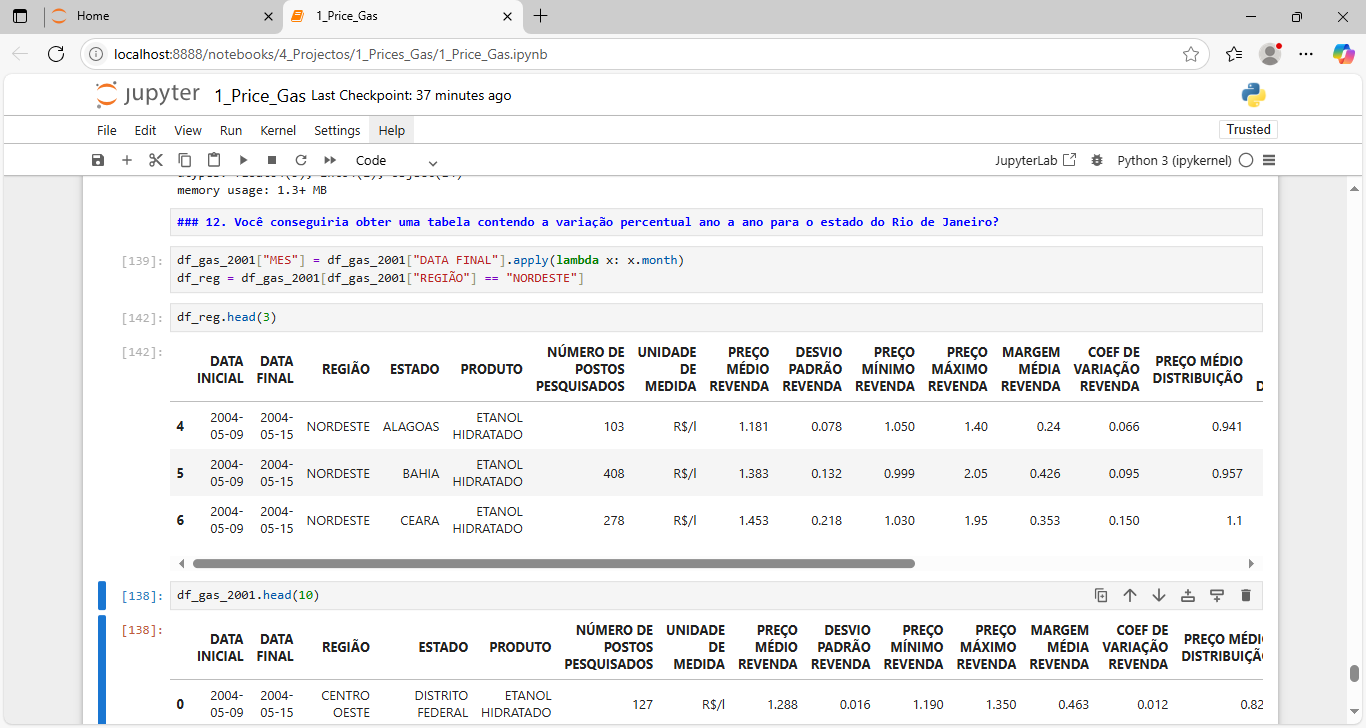 Home
1_Price_Gas
localhost:8888/notebooks/4_Projectos/1_Prices_Gas/1_Price_Gas.ipynb
jupyter 1_Price_Gas Last Checkpoint: 37 minutes ago
File Edit View Run Kernel Settings Help
Trusted
Code
JupyterLab
Python 3 (ipykernel)
memory usage: 1.3+ MB
### 12. Você conseguiria obter uma tabela contendo a variação percentual ano a ano para o estado do Rio de Janeiro?
[139]: df_gas_2001["MES"] = df_gas_2001["DATA FINAL"].apply(lambda x: x.month)
df_reg = df_gas_2001[df_gas_2001["REGIÃO"] == "NORDESTE"]
[142]: df_reg.head(3)
[142]:
DATA INICIAL DATA FINAL REGIÃO ESTADO PRODUTO NÚMERO DE POSTOS PESQUISADOS UNIDADE DE MEDIDA PREÇO MÉDIO REVENDA DESVIO PADRÃO REVENDA PREÇO MÍNIMO REVENDA PREÇO MÁXIMO REVENDA MARGEM MÉDIA REVENDA COEF DE VARIAÇÃO REVENDA PREÇO MÉDIO DISTRIBUIÇÃO D
4 2004-05-09 2004-05-15 NORDESTE ALAGOAS ETANOL HIDRATADO 103 R$/l 1.181 0.078 1.050 1.40 0.24 0.066 0.941
5 2004-05-09 2004-05-15 NORDESTE BAHIA ETANOL HIDRATADO 408 R$/l 1.383 0.132 0.999 2.05 0.426 0.095 0.957
6 2004-05-09 2004-05-15 NORDESTE CEARA ETANOL HIDRATADO 278 R$/l 1.453 0.218 1.030 1.95 0.353 0.150 1.1
[138]: df_gas_2001.head(10)
[138]:
DATA INICIAL DATA FINAL REGIÃO ESTADO PRODUTO NÚMERO DE POSTOS PESQUISADOS UNIDADE DE MEDIDA PREÇO MÉDIO REVENDA DESVIO PADRÃO REVENDA PREÇO MÍNIMO REVENDA PREÇO MÁXIMO REVENDA MARGEM MÉDIA REVENDA COEF DE VARIAÇÃO REVENDA PREÇO MÉDI DISTRIBUIÇÃ
0 2004-05-09 2004-05-15 CENTRO OESTE DISTRITO FEDERAL ETANOL HIDRATADO 127 R$/l 1.288 0.016 1.190 1.350 0.463 0.012 0.82